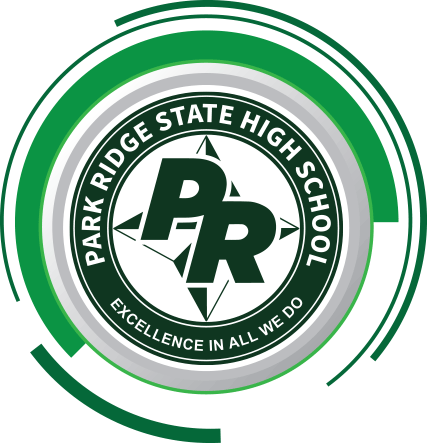 PARK RIDGE STATE HIGH SCHOOL
PR
EXCELLENCE IN ALL WE DO